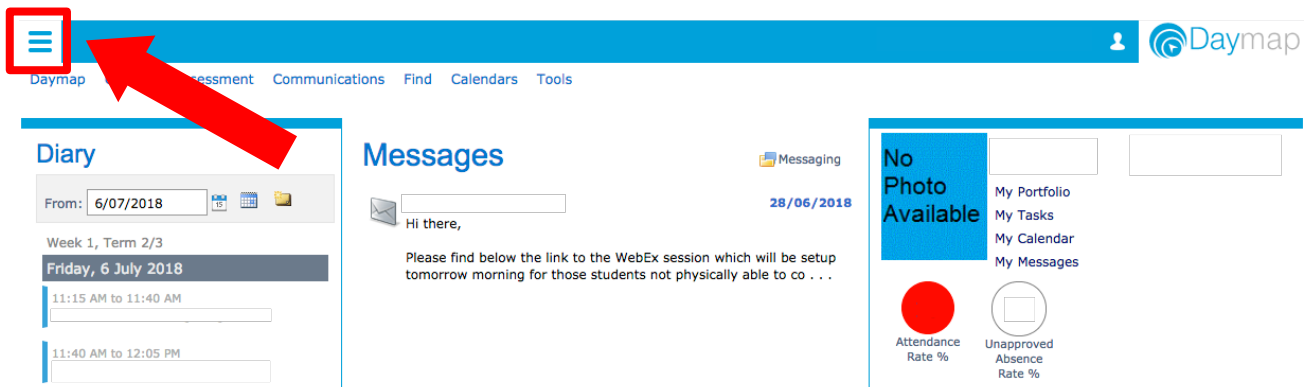 Daymap
Daymap Assessment Communications Find Calendars Tools
Diary
From: 6/07/2018
15
Week 1, Term 2/3
Friday, 6 July 2018
11:15 AM to 11:40 AM
11:40 AM to 12:05 PM
Messages
Messaging
28/06/2018
Hi there,
Please find below the link to the WebEx session which will be setup
tomorrow morning for those students not physically able to co . . .
No
Photo
Available
My Portfolio
My Tasks
My Calendar
My Messages
Attendance
Rate %
Unapproved
Absence
Rate %